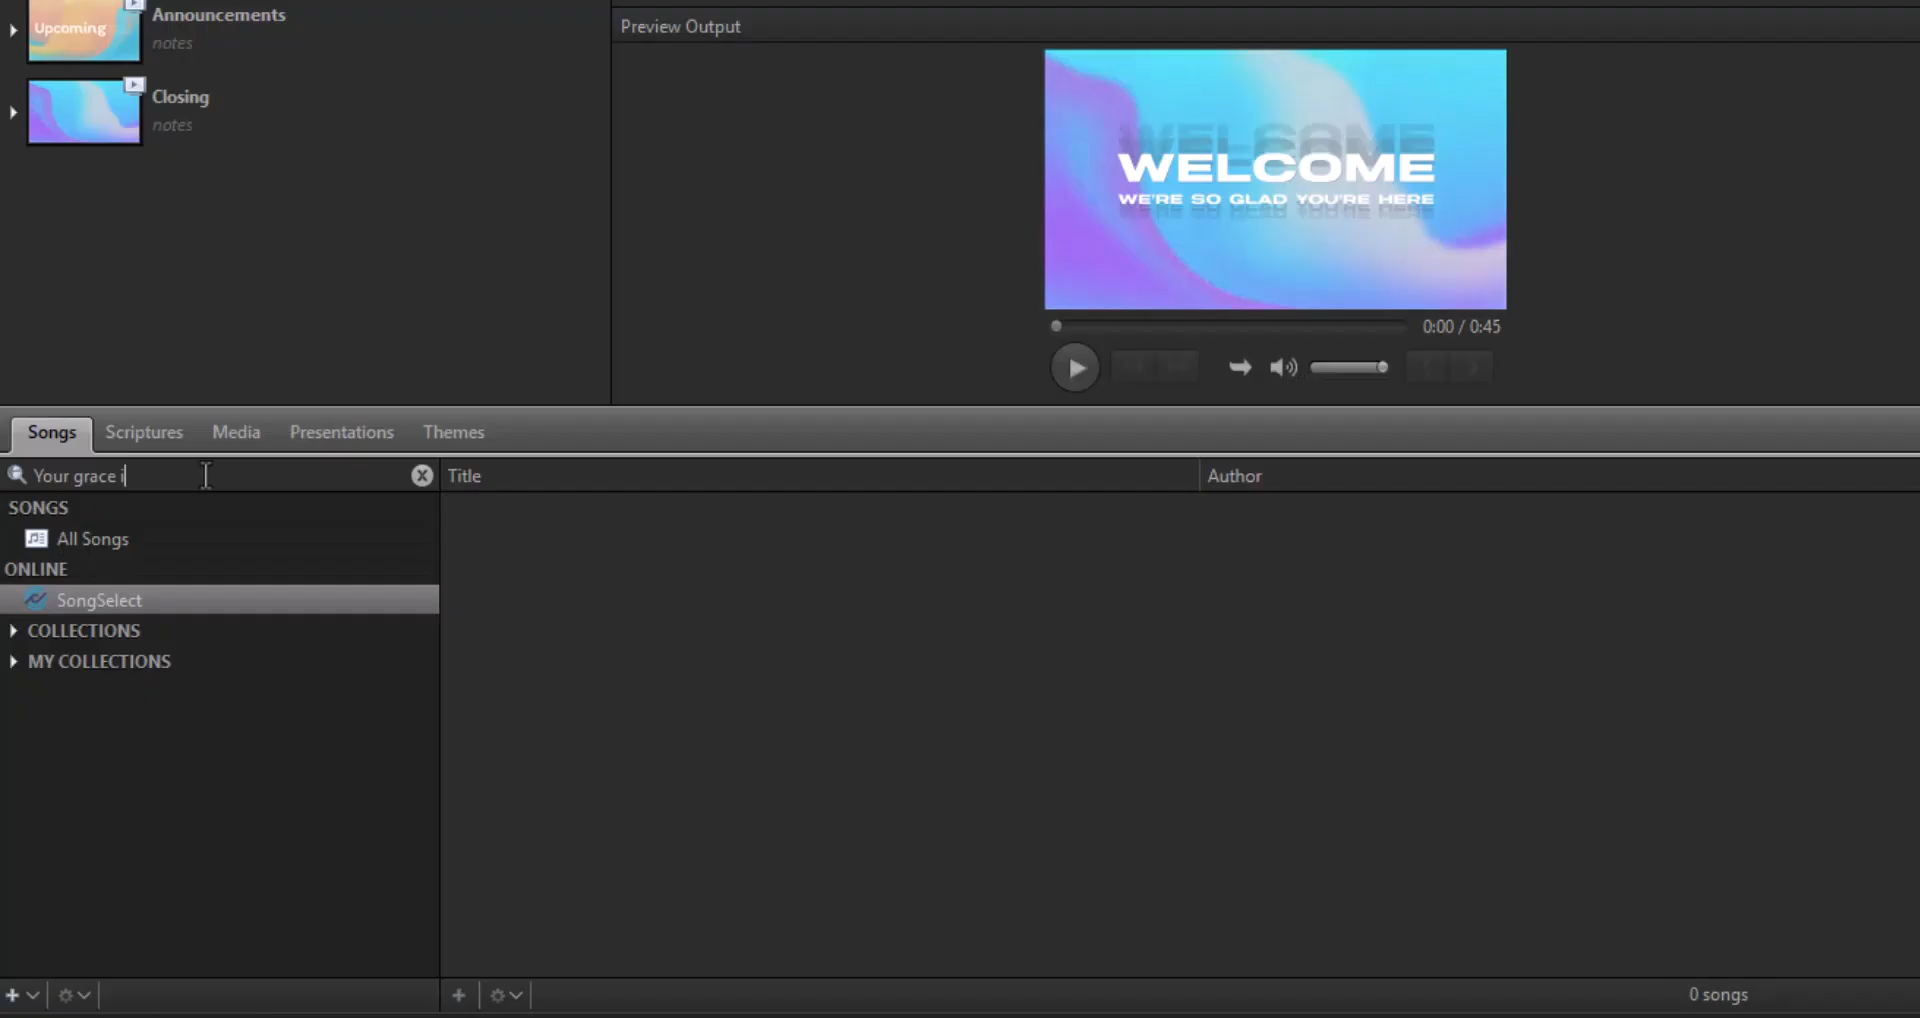 Announcements
Upcoming
notes
Closing
notes
Preview Output
WELCOME
WELCOME
WE'RE SO GLAD YOU'RE HERE
0:00 / 0:45
Songs Scriptures Media Presentations Themes
Your grace i
Title Author
SONGS
All Songs
ONLINE
SongSelect
COLLECTIONS
MY COLLECTIONS
0 songs